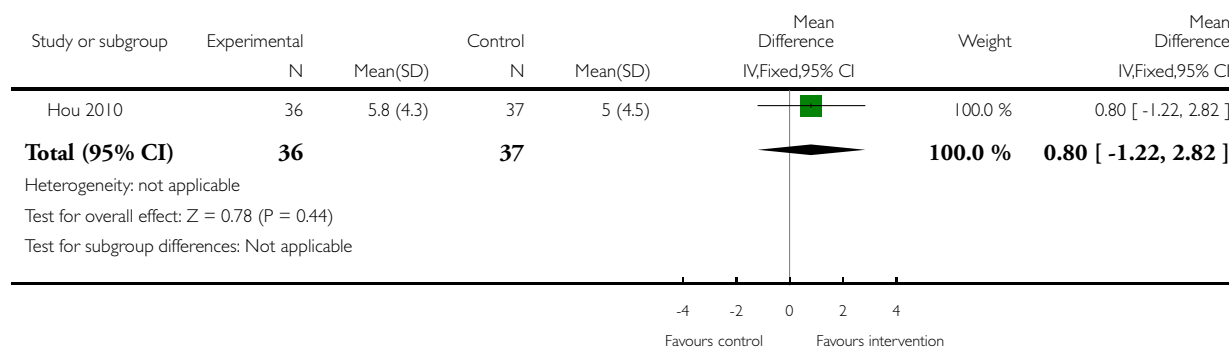 Study or subgroup Experimental Control Mean Difference Weight Mean Difference
N Mean(SD) N Mean(SD) IV,Fixed,95% CI IV,Fixed,95% CI
Hou 2010 36 5.8 (4.3) 37 5 (4.5) 100.0 % 0.80 [ -1.22, 2.82 ]
Total (95% CI) 36 37 100.0 % 0.80 [ -1.22, 2.82 ]
Heterogeneity: not applicable
Test for overall effect: Z = 0.78 (P = 0.44)
Test for subgroup differences: Not applicable
-4 -2 0 2 4
Favours control Favours intervention